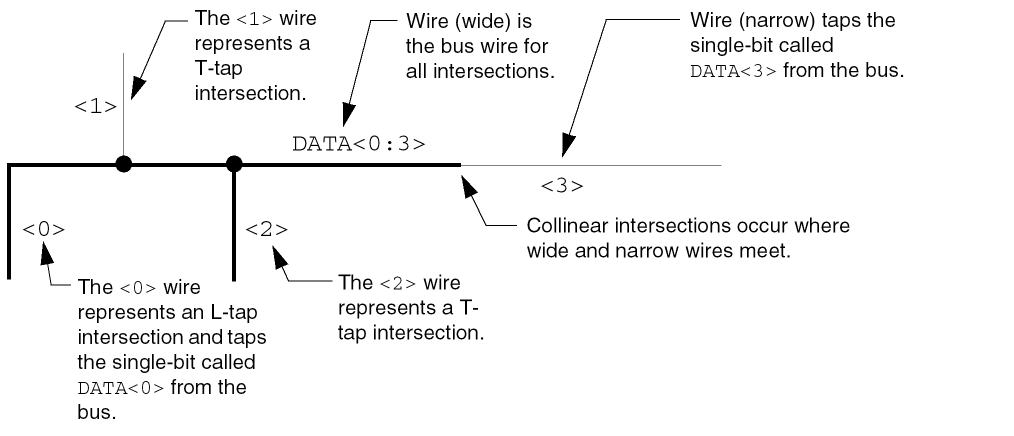 The <1> wire
represents a
T-tap
intersection.
Wire (wide) is
the bus wire for
all intersections.
Wire (narrow) taps the
single-bit called
DATA<3> from the bus.
<1>
DATA<0:3>
<3>
<0>
<2>
Collinear intersections occur where
wide and narrow wires meet.
The <0> wire
represents an L-tap
intersection and taps
the single-bit called
DATA<0> from the
bus.
The <2> wire
represents a T-
tap intersection.